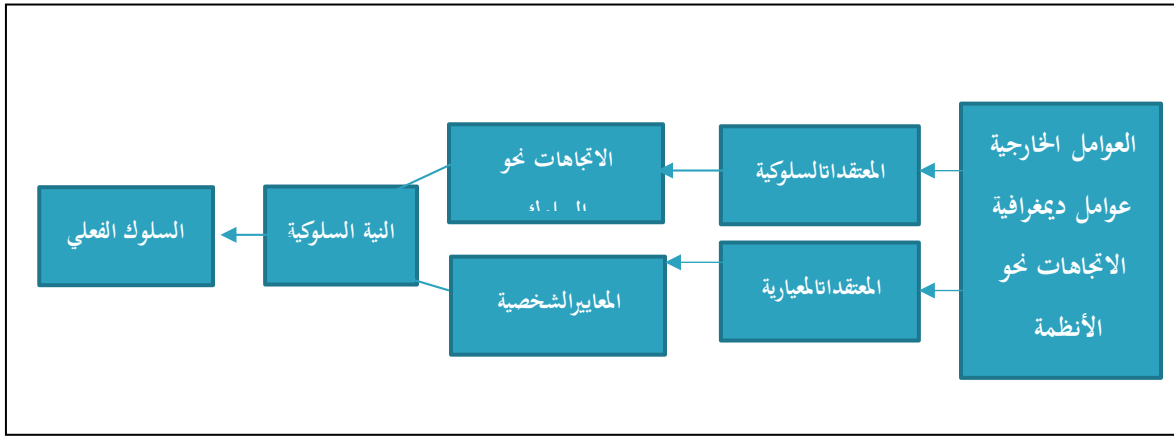 العوامل الخارجية
عوامل ديمغرافية
الاتجاهات نحو
الأنظمة
المعتقداتالسلوكية
المعتقداتالمعيارية
الاتجاهات نحو
المعاييرالشخصية
النية السلوكية
السلوك الفعلي